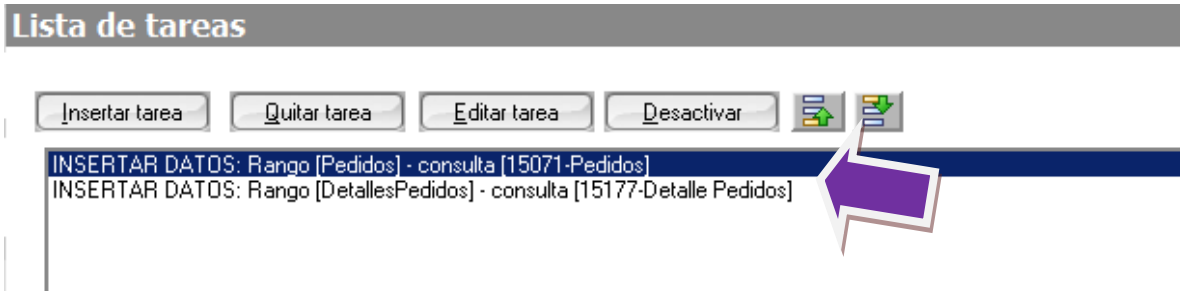 Lista de tareas
Insertar tarea Quitar tarea Editar tarea Desactivar
INSERTAR DATOS: Rango [Pedidos] - consulta [15071-Pedidos]
INSERTAR DATOS: Rango [DetallesPedidos] - consulta [15177-Detalle Pedidos]